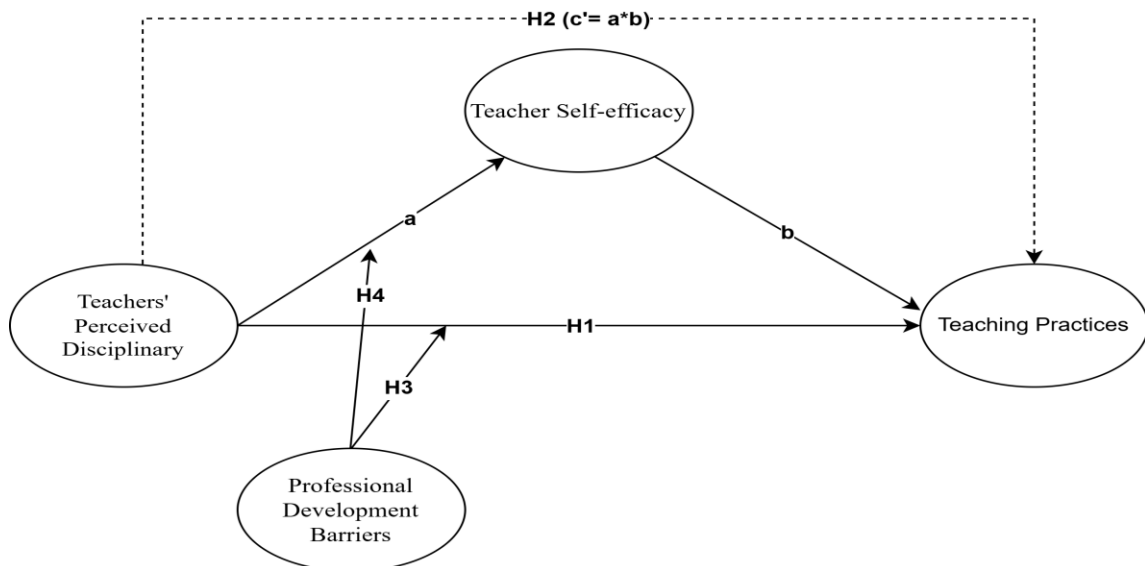 H2 (c'= a*b)
Teacher Self-efficacy
a
b
H4
Teachers'
Perceived
Disciplinary
H1
Teaching Practices
H3
Professional
Development
Barriers